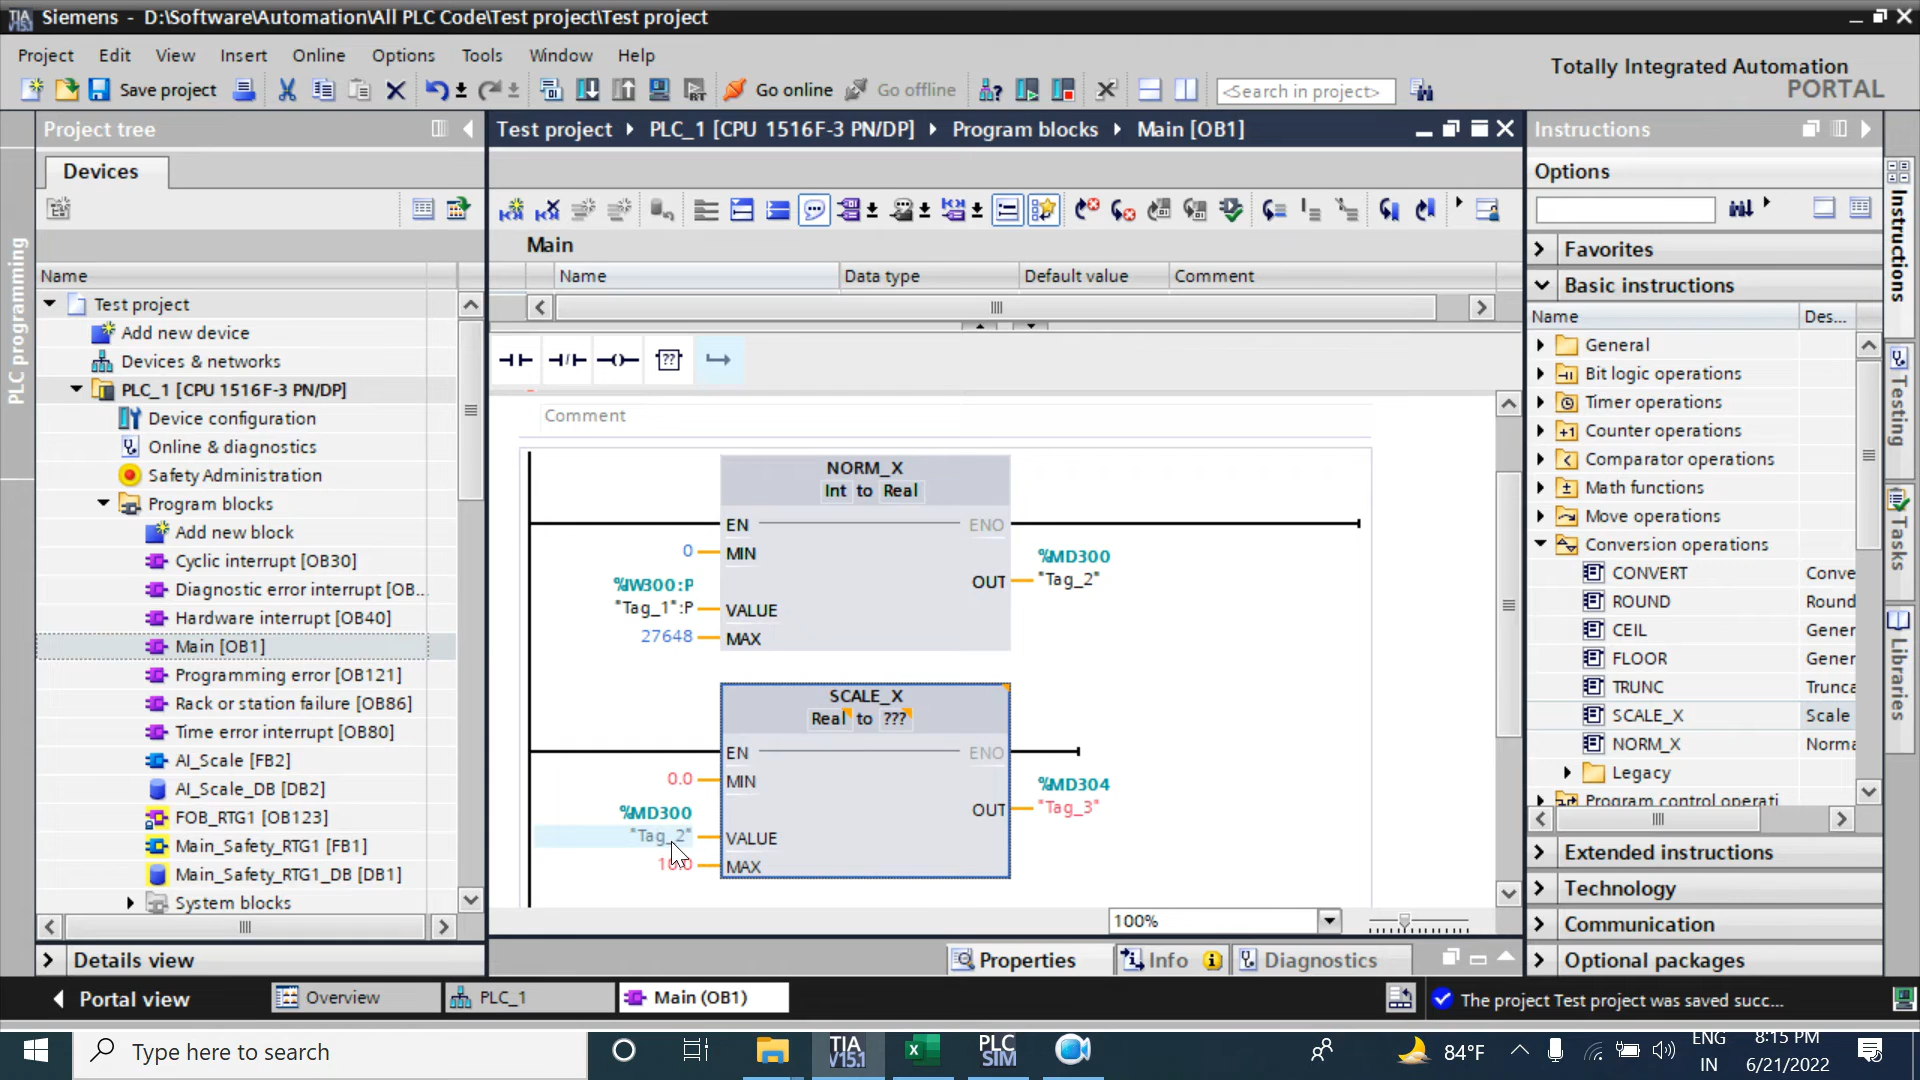 TIA V15.1 Siemens - D:\Software\Automation\All PLC Code\Test project\Test project
Project Edit View Insert Online Options Tools Window Help
Totally Integrated Automation
PORTAL
Save project
Go online
Go offline
<Search in project>
Project tree
Test project PLC_1 [CPU 1516F-3 PN/DP] Program blocks Main [OB1]
Instructions
Devices
Options
PLC programming
Main
Name
Name Data type Default value Comment
Favorites
Basic instructions
Name Des...
Test project
Add new device
Devices & networks
PLC_1 [CPU 1516F-3 PN/DP]
Device configuration
Online & diagnostics
Safety Administration
Program blocks
Add new block
Cyclic interrupt [OB30]
Diagnostic error interrupt [OB...
Hardware interrupt [OB40]
Main [OB1]
Programming error [OB121]
Rack or station failure [OB86]
Time error interrupt [OB80]
AI_Scale [FB2]
AI_Scale_DB [DB2]
FOB_RTG1 [OB123]
Main_Safety_RTG1 [FB1]
Main_Safety_RTG1_DB [DB1]
System blocks
Details view
Comment
NORM_X
Int to Real
EN ENO
0 MIN
%IW300:P
"Tag_1":P VALUE
27648 MAX
%MD300
OUT "Tag_2"
SCALE_X
Real to ???
EN ENO
0.0 MIN
%MD300
"Tag_2" VALUE
MAX
%MD304
OUT "Tag_3"
100%
Properties Info Diagnostics
General
Bit logic operations
Timer operations
Counter operations
Comparator operations
Math functions
Move operations
Conversion operations
CONVERT Conve
ROUND Round
CEIL Gener
FLOOR Gener
TRUNC Trunca
SCALE_X Scale
NORM_X Norma
Legacy
Program control operati
Extended instructions
Technology
Communication
Optional packages
Instructions
Testing
Tasks
Libraries
Portal view Overview PLC_1 Main (OB1)
The project Test project was saved succ...
Type here to search
TIA
V15.1
PLC
SIM
84°F
ENG
IN
8:15 PM
6/21/2022